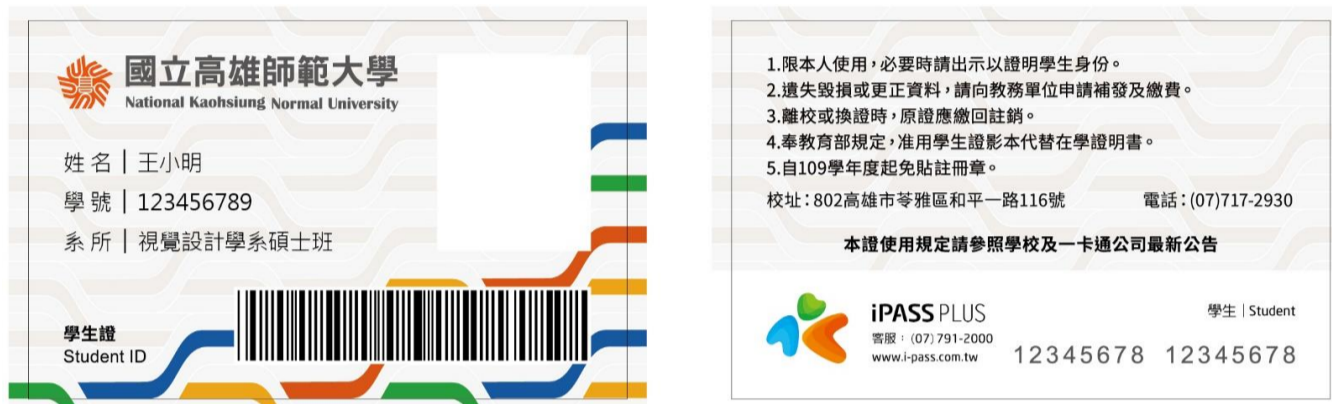 國立高雄師範大學
National Kaohsiung Normal University
姓名｜王小明
學號｜123456789
系所｜視覺設計學系碩士班
學生證
Student ID
1.限本人使用，必要時請出示以證明學生身份。
2.遺失毀損或更正資料，請向教務單位申請補發及繳費。
3.離校或換證時，原證應繳回註銷。
4.奉教育部規定，准用學生證影本代替在學證明書。
5.自109學年度起免貼註冊章。
校址：802高雄市苓雅區和平一路116號 電話：(07)717-2930
本證使用規定請參照學校及一卡通公司最新公告
iPASS PLUS
學生｜Student
客服：(07)791-2000
www.i-pass.com.tw
12345678 12345678